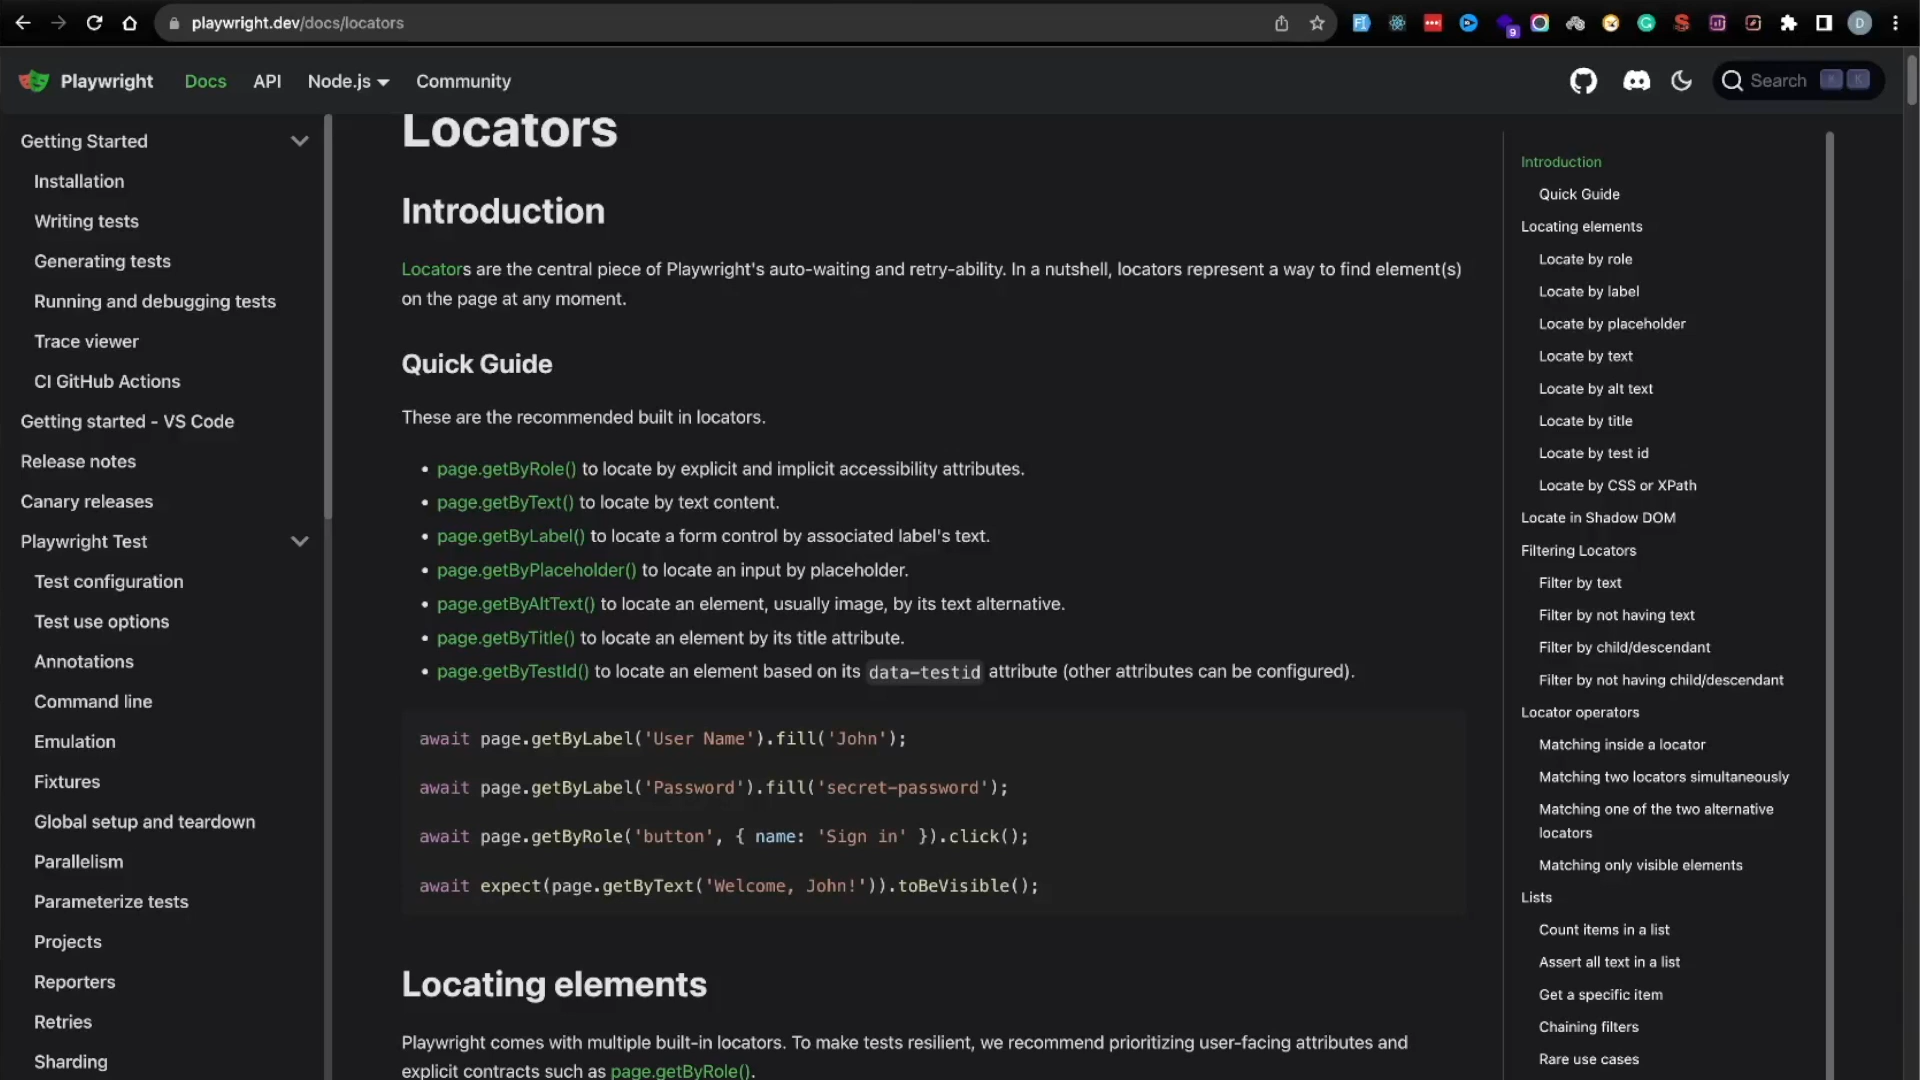 playwright.dev/docs/locators
9
D
Playwright
Docs
API
Node.js
Community
Search
K
Getting Started
Installation
Writing tests
Generating tests
Running and debugging tests
Trace viewer
CI GitHub Actions
Getting started - VS Code
Release notes
Canary releases
Playwright Test
Test configuration
Test use options
Annotations
Command line
Emulation
Fixtures
Global setup and teardown
Parallelism
Parameterize tests
Projects
Reporters
Retries
Sharding
Locators
Introduction
Locators are the central piece of Playwright's auto-waiting and retry-ability. In a nutshell, locators represent a way to find element(s)
on the page at any moment.
Quick Guide
These are the recommended built in locators.
• page.getByRole() to locate by explicit and implicit accessibility attributes.
• page.getByText() to locate by text content.
• page.getByLabel() to locate a form control by associated label's text.
• page.getByPlaceholder() to locate an input by placeholder.
• page.getByAltText() to locate an element, usually image, by its text alternative.
• page.getByTitle() to locate an element by its title attribute.
• page.getByTestId() to locate an element based on its data-testid attribute (other attributes can be configured).
await page.getByLabel('User Name').fill('John');
await page.getByLabel('Password').fill('secret-password');
await page.getByRole('button', { name: 'Sign in' }).click();
await expect(page.getByText('Welcome, John!')).toBeVisible();
Locating elements
Playwright comes with multiple built-in locators. To make tests resilient, we recommend prioritizing user-facing attributes and
explicit contracts such as page.getByRole().
Introduction
Quick Guide
Locating elements
Locate by role
Locate by label
Locate by placeholder
Locate by text
Locate by alt text
Locate by title
Locate by test id
Locate by CSS or XPath
Locate in Shadow DOM
Filtering Locators
Filter by text
Filter by not having text
Filter by child/descendant
Filter by not having child/descendant
Locator operators
Matching inside a locator
Matching two locators simultaneously
Matching one of the two alternative
locators
Matching only visible elements
Lists
Count items in a list
Assert all text in a list
Get a specific item
Chaining filters
Rare use cases